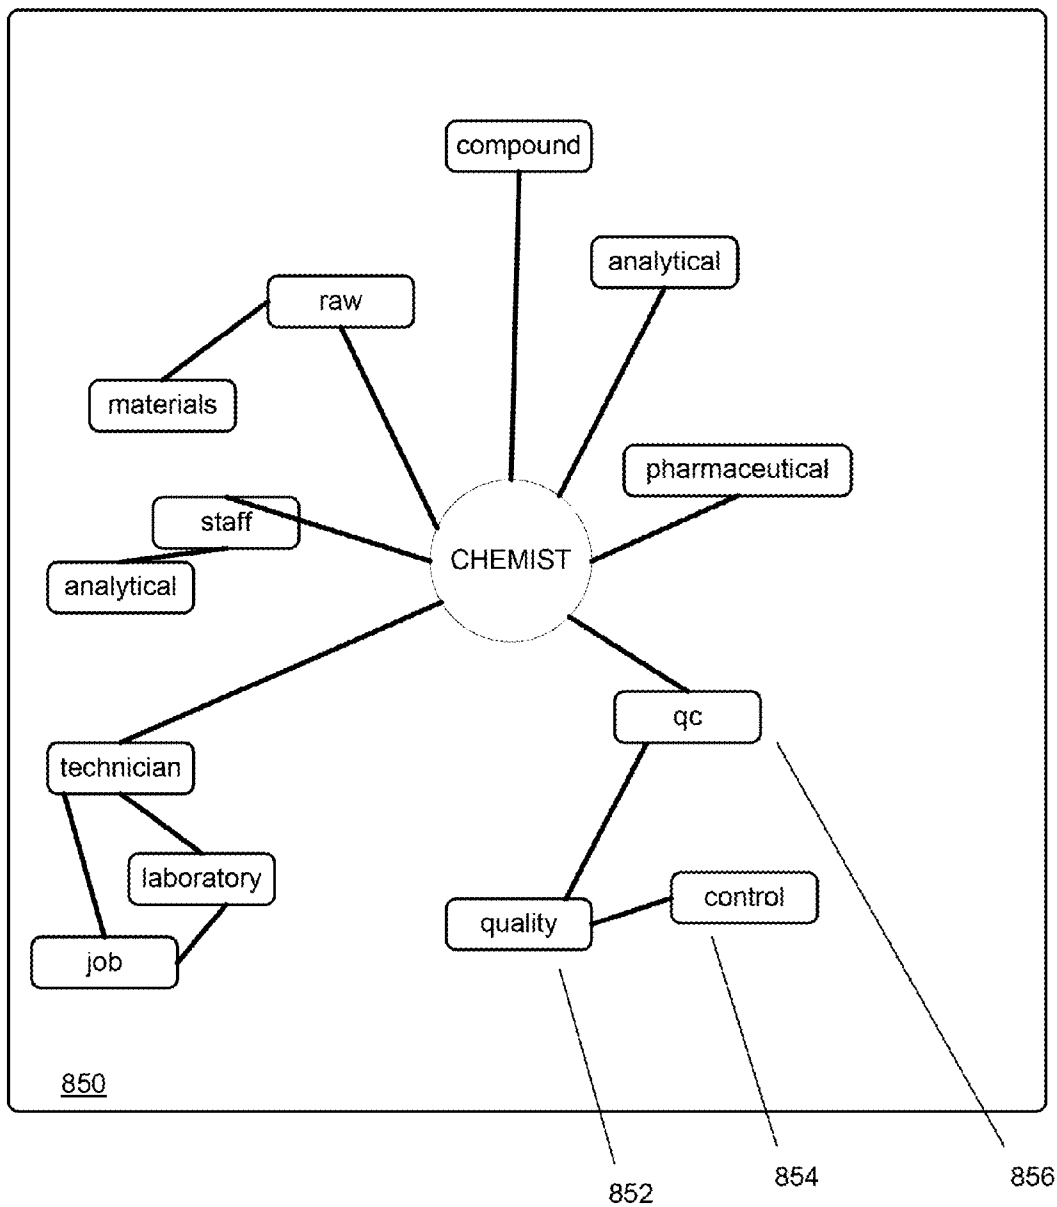 compound
analytical
raw
materials
pharmaceutical
staff
CHEMIST
analytical
qc
technician
laboratory
control
quality
job
850
854
856
852